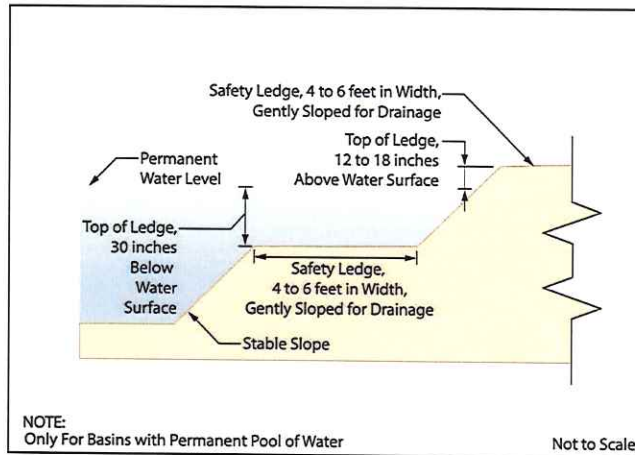 Safety Ledge, 4 to 6 feet in Width,
Gently Sloped for Drainage
Top of Ledge,
12 to 18 inches
Above Water Surface
Permanent
Water Level
Top of Ledge,
30 inches
Below
Water
Surface
Safety Ledge,
4 to 6 feet in Width,
Gently Sloped for Drainage
Stable Slope
NOTE:
Only For Basins with Permanent Pool of Water
Not to Scale